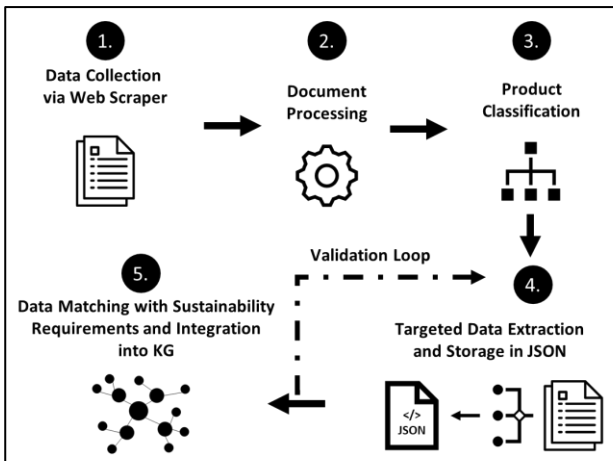 1.
Data Collection
via Web Scraper
2.
Document
Processing
3.
Product
Classification
Validation Loop
4.
Targeted Data Extraction
and Storage in JSON
</>
JSON
5.
Data Matching with Sustainability
Requirements and Integration
into KG